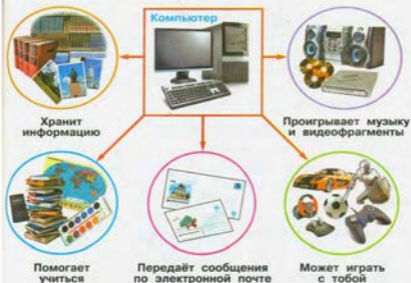 Компьютер
Хранит
информацию
Проигрывает музыку
и видеофрагменты
Помогает
учиться
Передаёт сообщения
по электронной почте
Может играть
с тобой